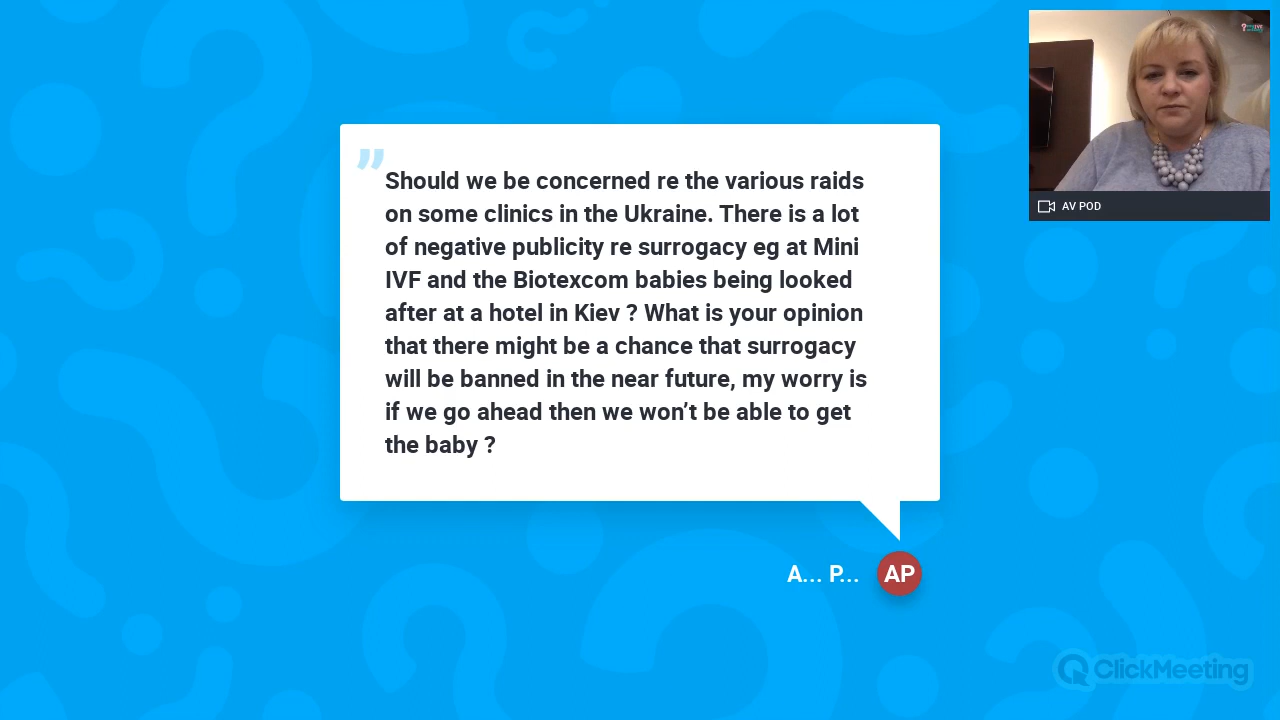 ”
Should we be concerned re the various raids
on some clinics in the Ukraine. There is a lot
of negative publicity re surrogacy eg at Mini
IVF and the Biotexcom babies being looked
after at a hotel in Kiev ? What is your opinion
that there might be a chance that surrogacy
will be banned in the near future, my worry is
if we go ahead then we won’t be able to get
the baby ?
A... P...
AP
AV POD
ClickMeeting